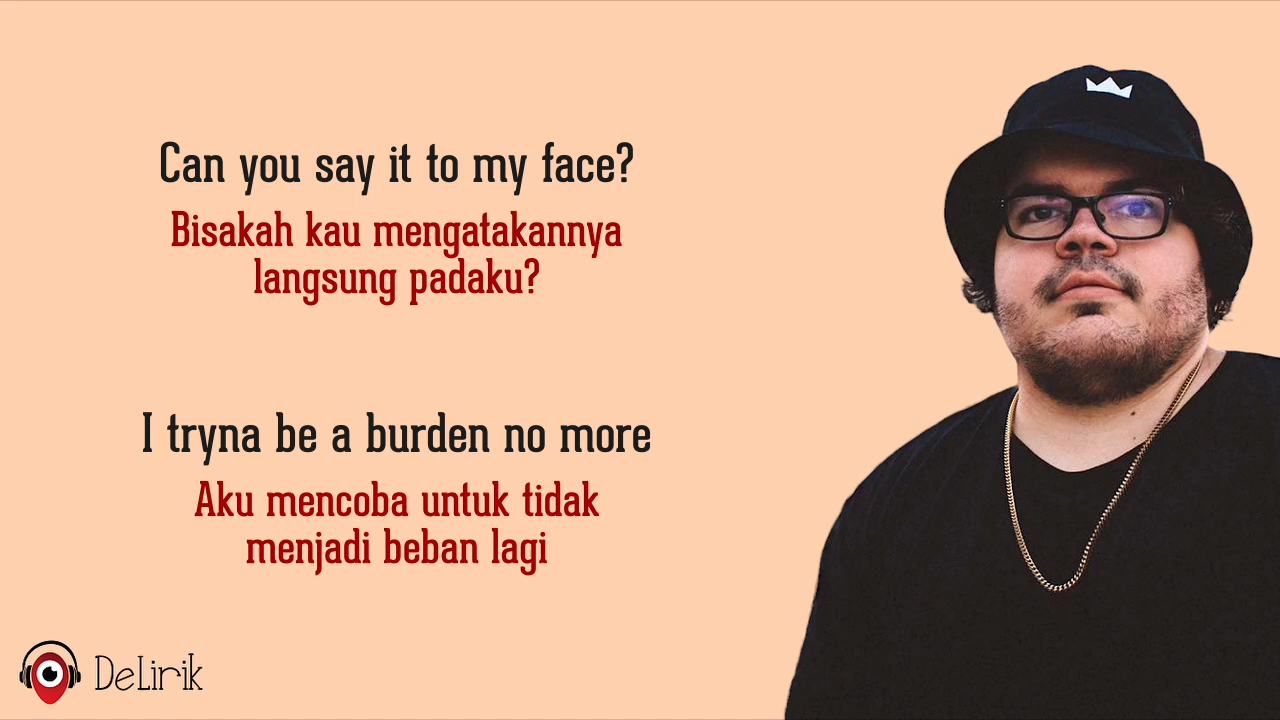 Can you say it to my face?
Bisakah kau mengatakannya
langsung padaku?
I tryna be a burden no more
Aku mencoba untuk tidak
menjadi beban lagi
DeLirik